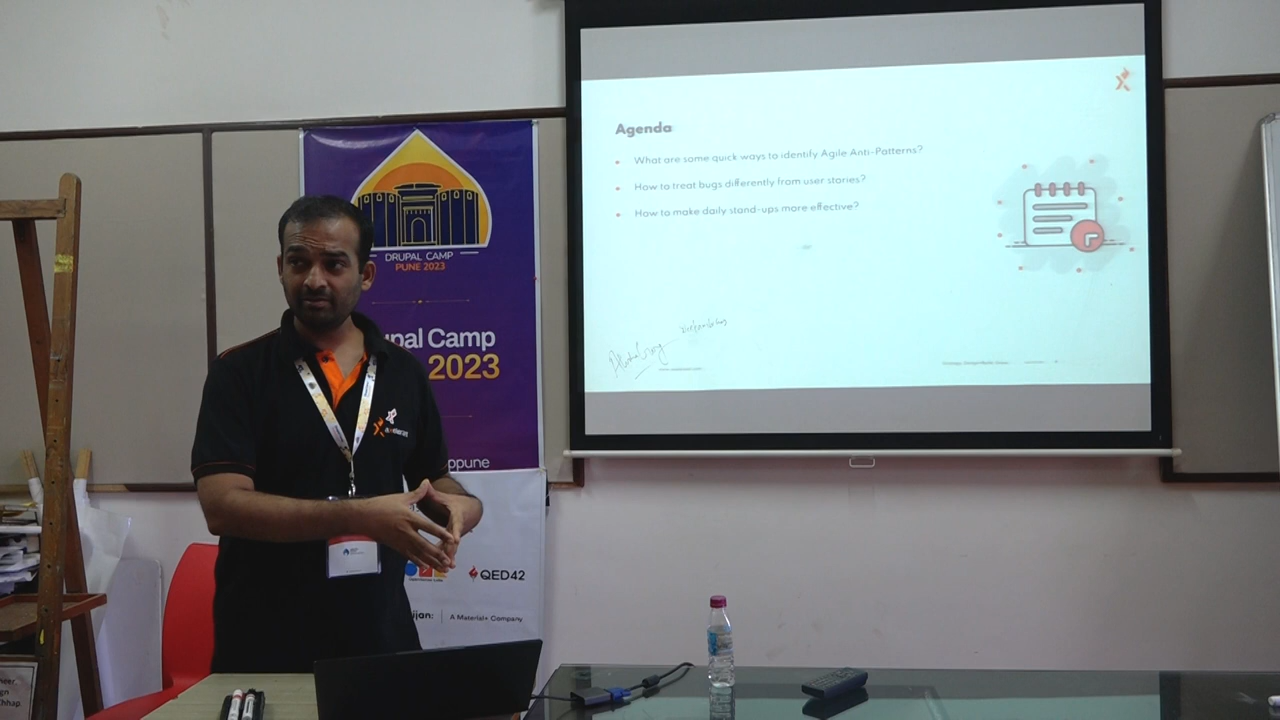 Agenda
What are some quick ways to identify Agile Anti-Patterns?
How to treat bugs differently from user stories?
How to make daily stand-ups more effective?
DRUPAL CAMP
PUNE 2023
Camp
2023
QED42
A Material+ Company